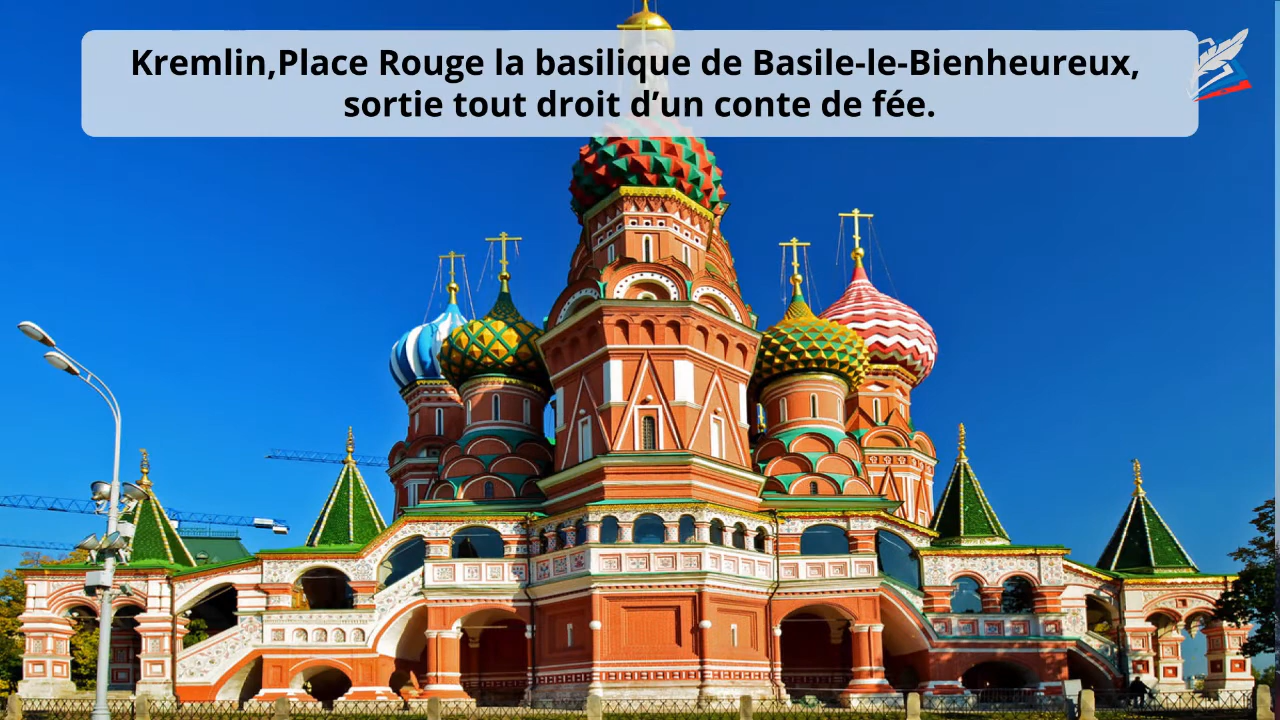 Kremlin,Place Rouge la basilique de Basile-le-Bienheureux,
sortie tout droit d’un conte de fée.